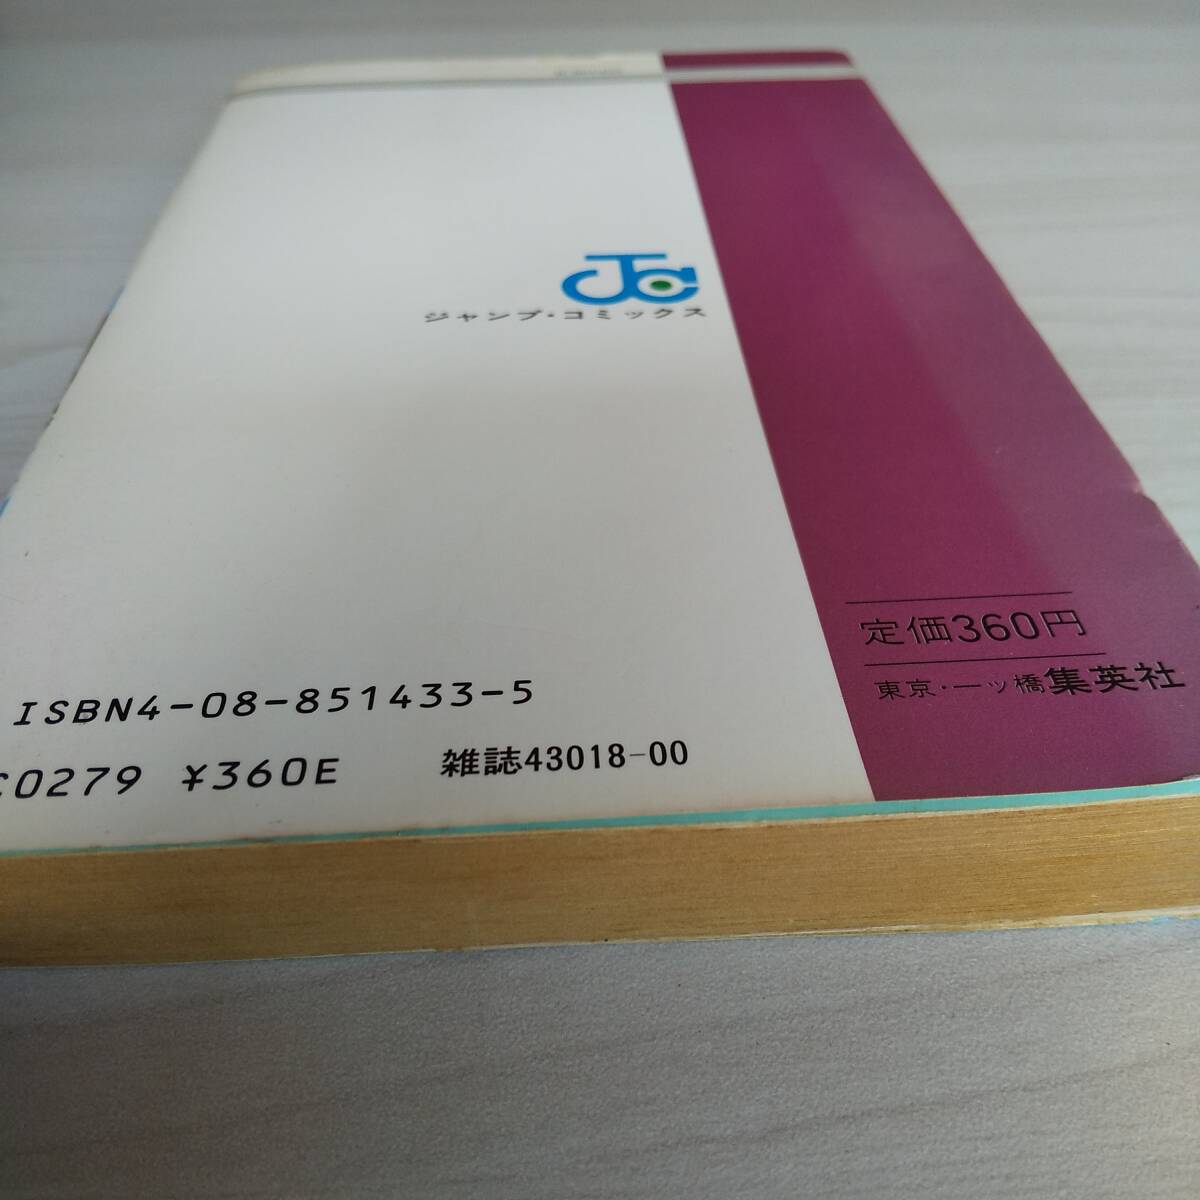 JC
ジャンプ・コミックス
定価360円
東京・一ツ橋集英社
ISBN4-08-851433-5
C0279 ¥360E
雑誌43018-00